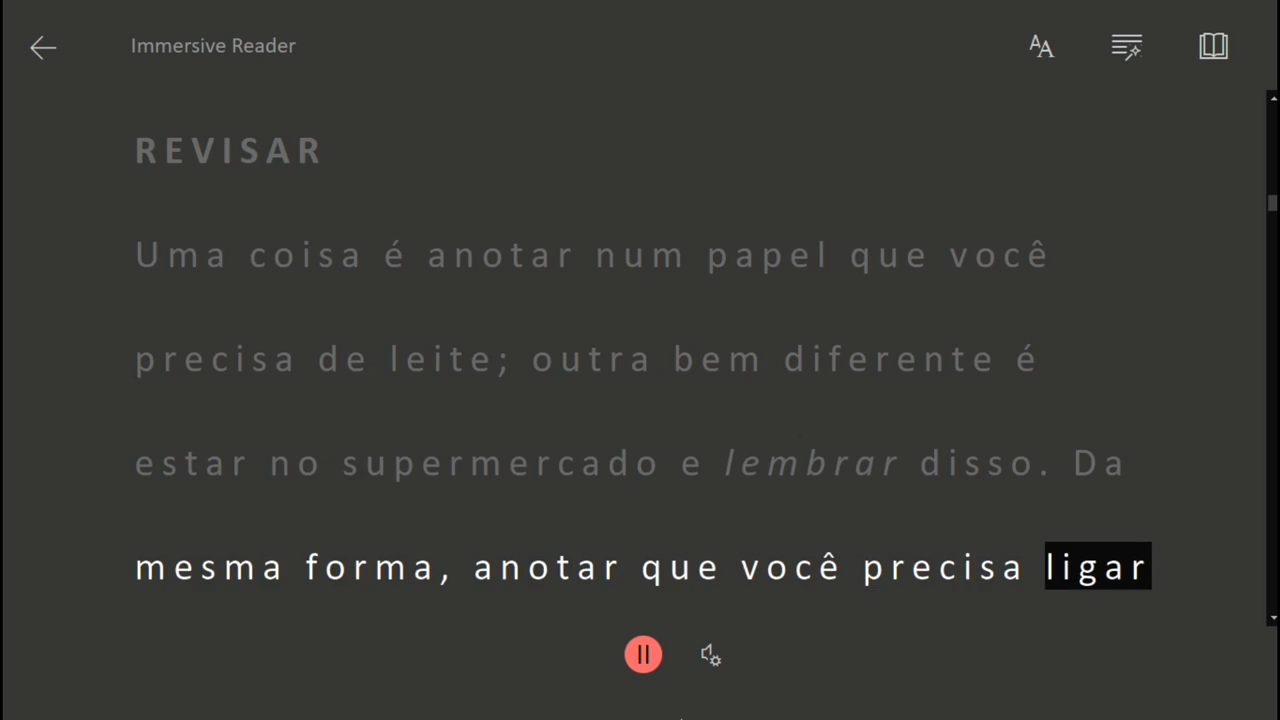 Immersive Reader
REVISAR
Uma coisa é anotar num papel que você
precisa de leite; outra bem diferente é
estar no supermercado e lembrar disso. Da
mesma forma, anotar que você precisa ligar